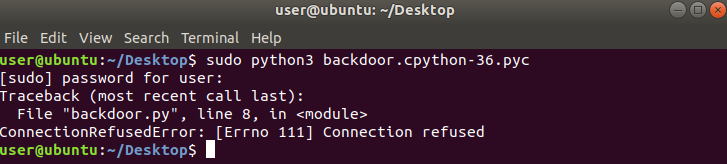 user@ubuntu: ~/Desktop
File Edit View Search Terminal Help
user@ubuntu:~/Desktop$ sudo python3 backdoor.cpython-36.pyc
[sudo] password for user:
Traceback (most recent call last):
  File "backdoor.py", line 8, in <module>
ConnectionRefusedError: [Errno 111] Connection refused
user@ubuntu:~/Desktop$